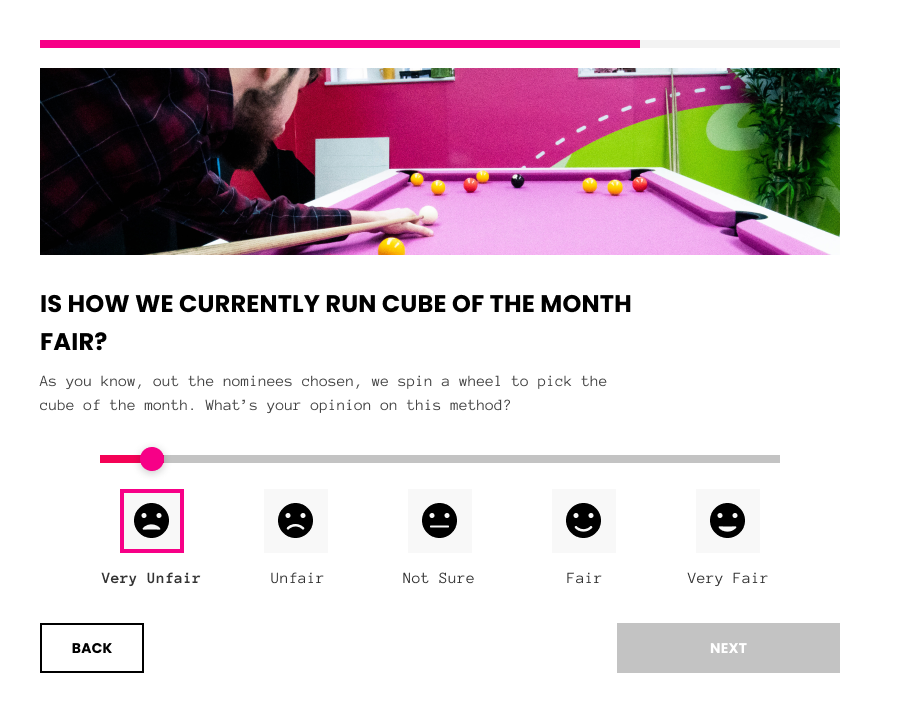 IS HOW WE CURRENTLY RUN CUBE OF THE MONTH
FAIR?
As you know, out the nominees chosen, we spin a wheel to pick the
cube of the month. What’s your opinion on this method?
Very Unfair
Unfair
Not Sure
Fair
Very Fair
BACK
NEXT